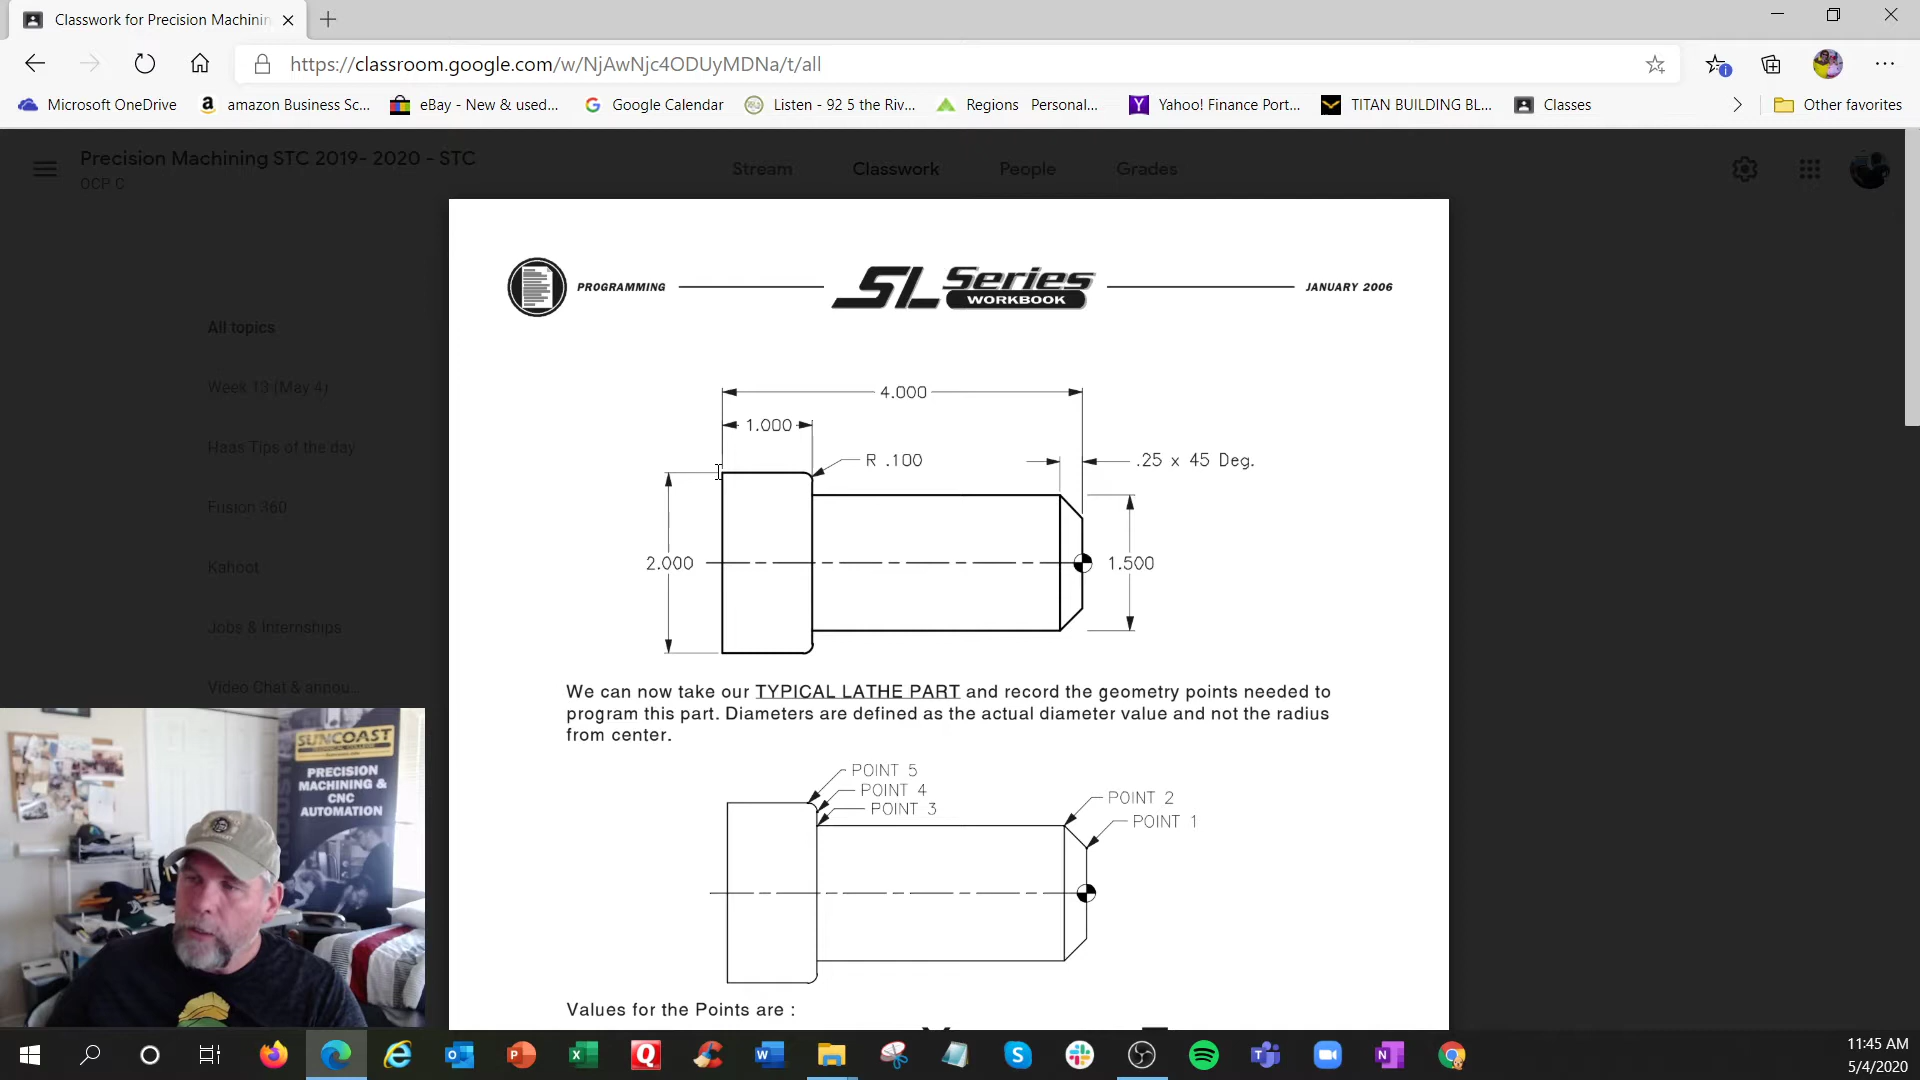 Classwork for Precision Machinin
https://classroom.google.com/w/NjAwNjc4ODUyMDNa/t/all
Microsoft OneDrive
amazon Business Sc...
eBay - New & used...
Google Calendar
Listen - 92 5 the Riv...
Regions Personal...
Yahoo! Finance Port...
TITAN BUILDING BL...
Classes
Other favorites
Precision Machining STC 2019- 2020 - STC
OCP C
Stream
Classwork
People
Grades
PROGRAMMING
SL Series
WORKBOOK
JANUARY 2006
All topics
Week 13 (May 4)
Haas Tips of the day
Fusion 360
Kahoot
Jobs & Internships
Video Chat & annou...
4.000
1.000
R .100
.25 x 45 Deg.
2.000
1.500
We can now take our TYPICAL LATHE PART and record the geometry points needed to
program this part. Diameters are defined as the actual diameter value and not the radius
from center.
POINT 5
POINT 4
POINT 3
POINT 2
POINT 1
Values for the Points are :
SUNCOAST
PRECISION
MACHINING &
CNC
AUTOMATION
11:45 AM
5/4/2020